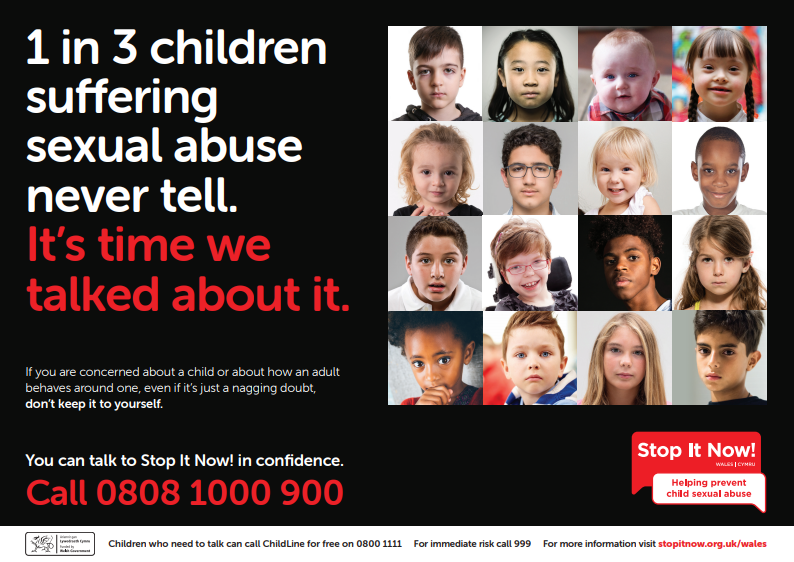 1 in 3 children
suffering
sexual abuse
never tell.
It's time we
talked about it.
If you are concerned about a child or about how an adult
behaves around one, even if it's just a nagging doubt,
don't keep it to yourself.
You can talk to Stop It Now! in confidence.
Call 0808 1000 900
Stop It Now!
WALES | CYMRU
Helping prevent
child sexual abuse
Llywodraeth Cymru
Welsh Government
Children who need to talk can call ChildLine for free on 0800 1111 For immediate risk call 999 For more information visit stopitnow.org.uk/wales